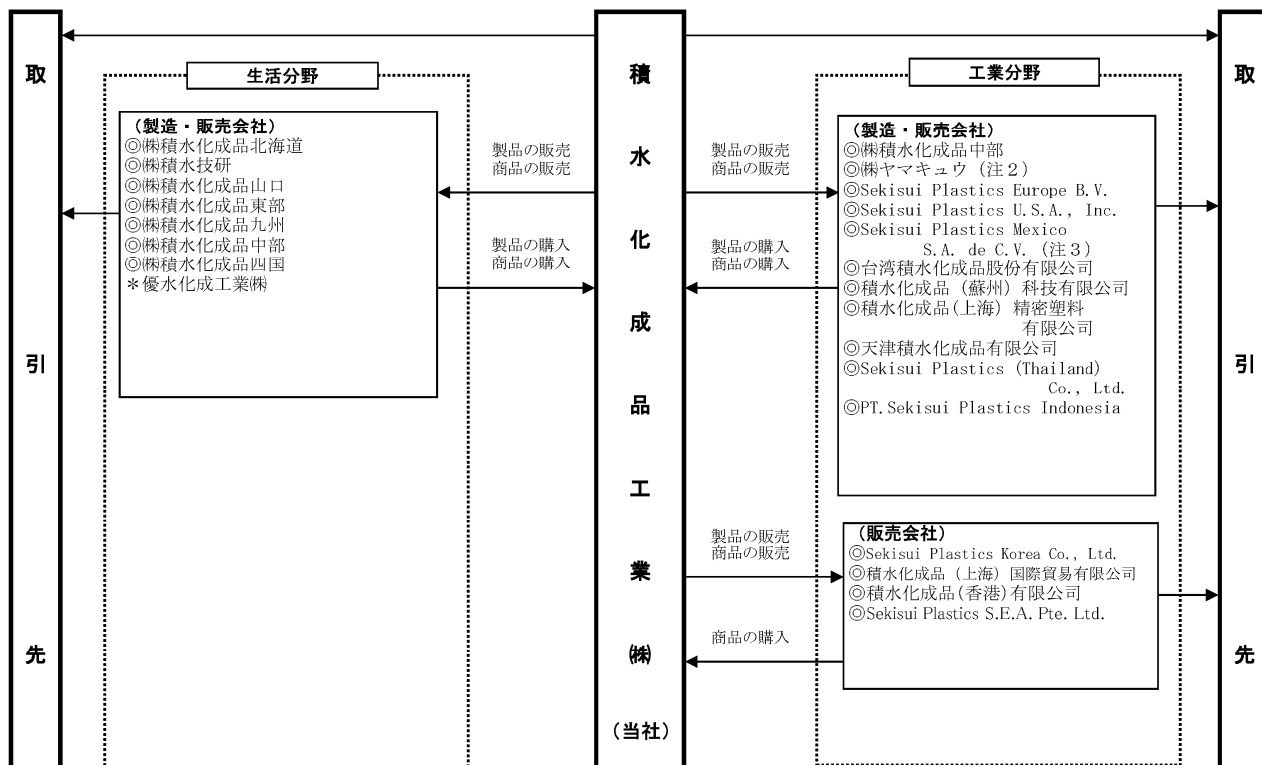 取引先
生活分野
(製造・販売会社)
◎㈱積水化成品北海道
◎㈱積水技研
◎㈱積水化成品山口
◎㈱積水化成品東部
◎㈱積水化成品九州
◎㈱積水化成品中部
◎㈱積水化成品四国
*優水化成工業㈱
製品の販売
商品の販売
製品の購入
商品の購入
積水化成品工業㈱
(当社)
製品の販売
商品の販売
製品の購入
商品の購入
工業分野
(製造・販売会社)
◎㈱積水化成品中部
◎㈱ヤマキュウ(注2)
◎Sekisui Plastics Europe B.V.
◎Sekisui Plastics U.S.A., Inc.
◎Sekisui Plastics Mexico
S.A. de C.V. (注3)
◎台湾積水化成品股份有限公司
◎積水化成品(蘇州)科技有限公司
◎積水化成品(上海)精密塑料
有限公司
◎天津積水化成品有限公司
◎Sekisui Plastics (Thailand)
Co., Ltd.
◎PT. Sekisui Plastics Indonesia
製品の販売
商品の販売
商品の購入
(販売会社)
◎Sekisui Plastics Korea Co., Ltd.
◎積水化成品(上海)国際貿易有限公司
◎積水化成品(香港)有限公司
◎Sekisui Plastics S.E.A. Pte. Ltd.
取引先